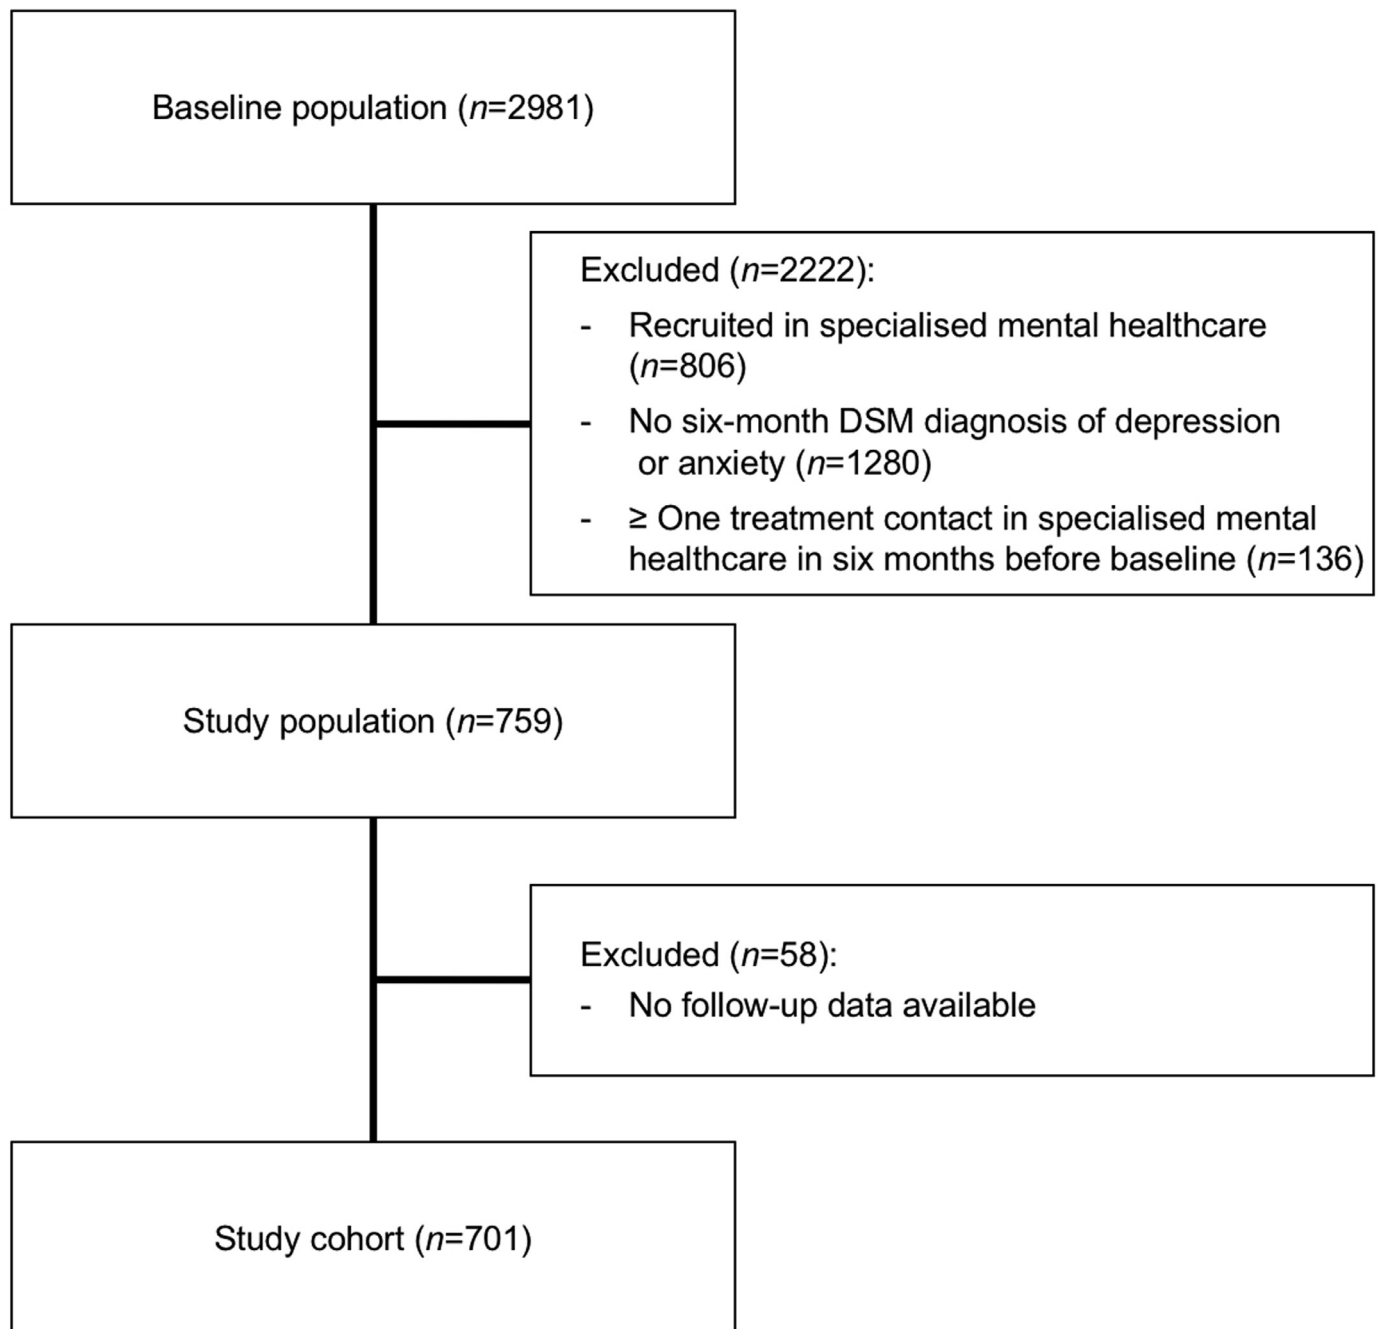 Baseline population (n=2981)
Excluded (n=2222):
- Recruited in specialised mental healthcare
(n=806)
- No six-month DSM diagnosis of depression
or anxiety (n=1280)
- ≥ One treatment contact in specialised mental
healthcare in six months before baseline (n=136)
Study population (n=759)
Excluded (n=58):
- No follow-up data available
Study cohort (n=701)